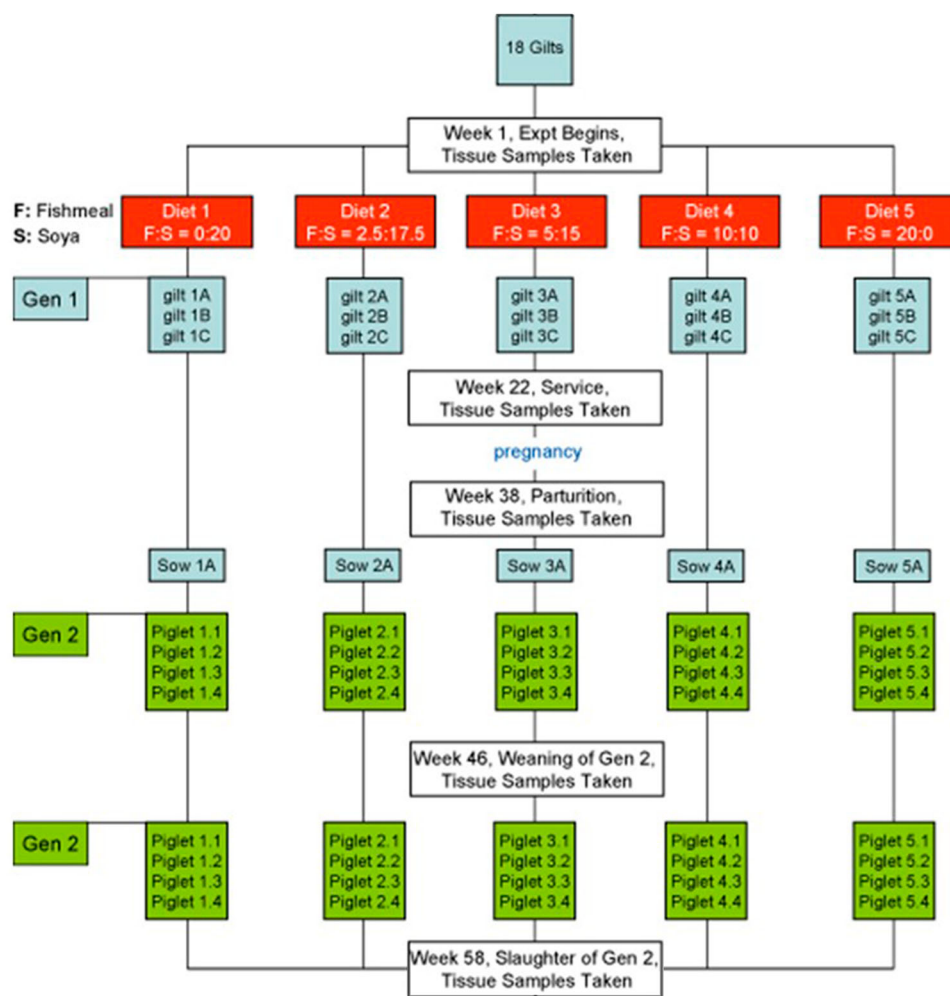 18 Gilts
Week 1, Expt Begins,
Tissue Samples Taken
F: Fishmeal
S: Soya
Diet 1
F:S = 0:20
Diet 2
F:S = 2.5:17.5
Diet 3
F:S = 5:15
Diet 4
F:S = 10:10
Diet 5
F:S = 20:0
Gen 1
gilt 1A
gilt 1B
gilt 1C
gilt 2A
gilt 2B
gilt 2C
gilt 3A
gilt 3B
gilt 3C
gilt 4A
gilt 4B
gilt 4C
gilt 5A
gilt 5B
gilt 5C
Week 22, Service,
Tissue Samples Taken
pregnancy
Week 38, Parturition,
Tissue Samples Taken
Sow 1A
Sow 2A
Sow 3A
Sow 4A
Sow 5A
Gen 2
Piglet 1.1
Piglet 1.2
Piglet 1.3
Piglet 1.4
Piglet 2.1
Piglet 2.2
Piglet 2.3
Piglet 2.4
Piglet 3.1
Piglet 3.2
Piglet 3.3
Piglet 3.4
Piglet 4.1
Piglet 4.2
Piglet 4.3
Piglet 4.4
Piglet 5.1
Piglet 5.2
Piglet 5.3
Piglet 5.4
Week 46, Weaning of Gen 2,
Tissue Samples Taken
Gen 2
Piglet 1.1
Piglet 1.2
Piglet 1.3
Piglet 1.4
Piglet 2.1
Piglet 2.2
Piglet 2.3
Piglet 2.4
Piglet 3.1
Piglet 3.2
Piglet 3.3
Piglet 3.4
Piglet 4.1
Piglet 4.2
Piglet 4.3
Piglet 4.4
Piglet 5.1
Piglet 5.2
Piglet 5.3
Piglet 5.4
Week 58, Slaughter of Gen 2,
Tissue Samples Taken